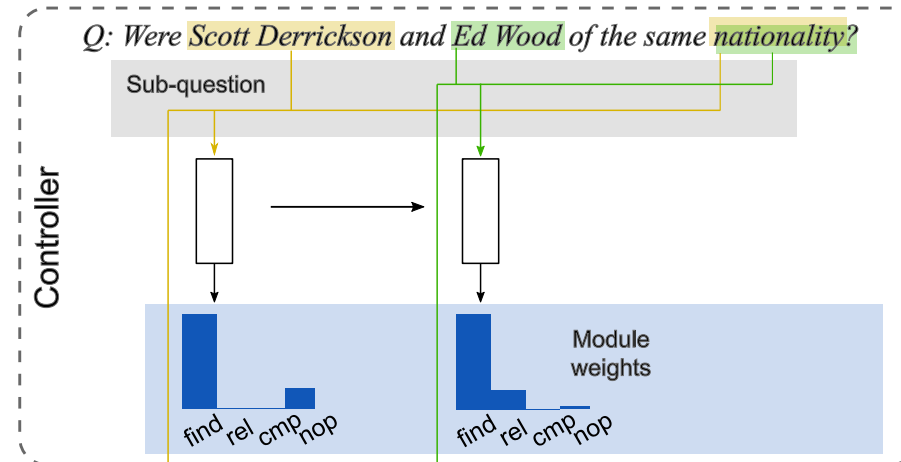 Q: Were Scott Derrickson and Ed Wood of the same nationality?
Sub-question
Controller
Module
weights
find rel cmp nop
find rel cmp nop